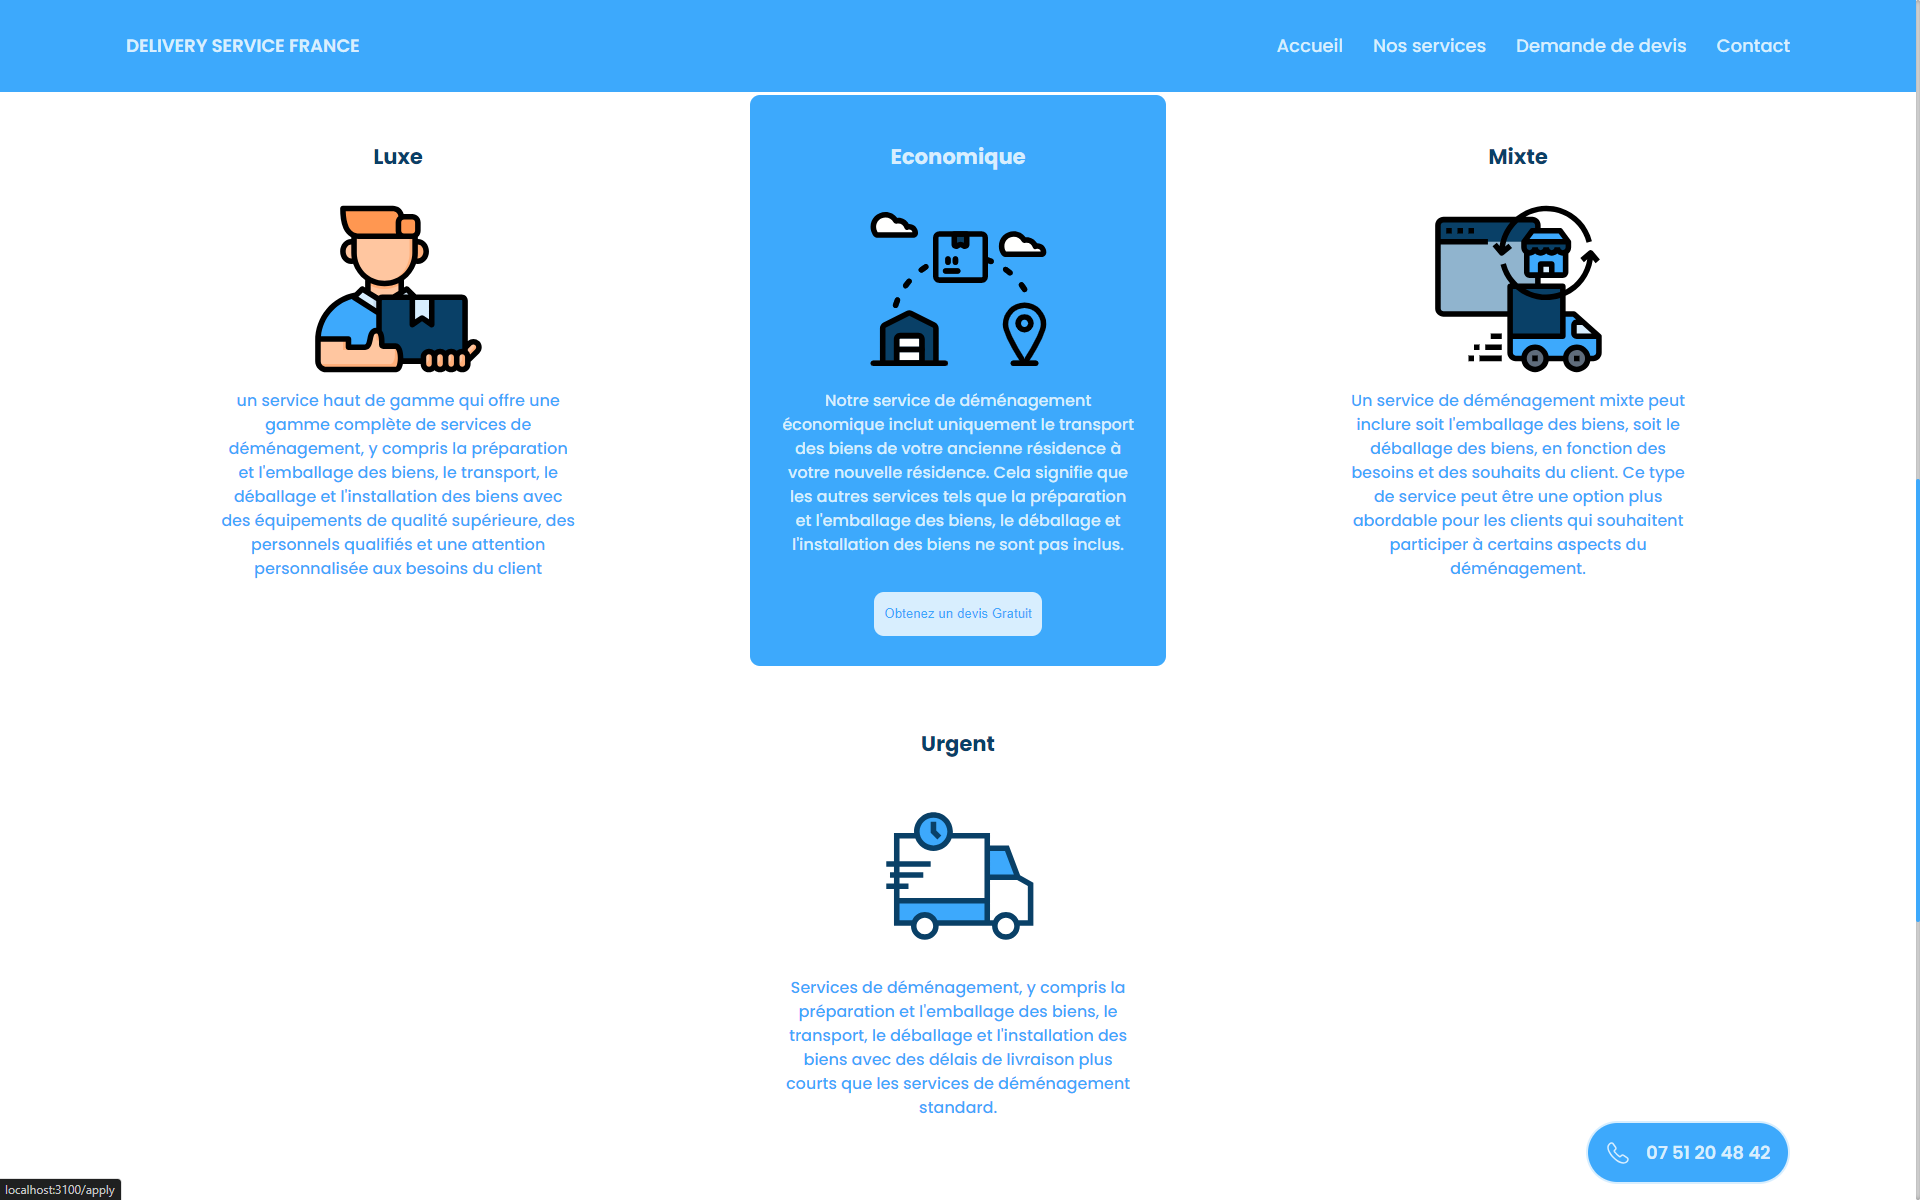 DELIVERY SERVICE FRANCE
Accueil
Nos services
Demande de devis
Contact
Luxe
un service haut de gamme qui offre une
gamme complète de services de
déménagement, y compris la préparation
et l'emballage des biens, le transport, le
déballage et l'installation des biens avec
des équipements de qualité supérieure, des
personnels qualifiés et une attention
personnalisée aux besoins du client
Economique
Notre service de déménagement
économique inclut uniquement le transport
des biens de votre ancienne résidence à
votre nouvelle résidence. Cela signifie que
les autres services tels que la préparation
et l'emballage des biens, le déballage et
l'installation des biens ne sont pas inclus.
Obtenez un devis Gratuit
Mixte
Un service de déménagement mixte peut
inclure soit l'emballage des biens, soit le
déballage des biens, en fonction des
besoins et des souhaits du client. Ce type
de service peut être une option plus
abordable pour les clients qui souhaitent
participer à certains aspects du
déménagement.
Urgent
Services de déménagement, y compris la
préparation et l'emballage des biens, le
transport, le déballage et l'installation des
biens avec des délais de livraison plus
courts que les services de déménagement
standard.
07 51 20 48 42
localhost:3100/apply